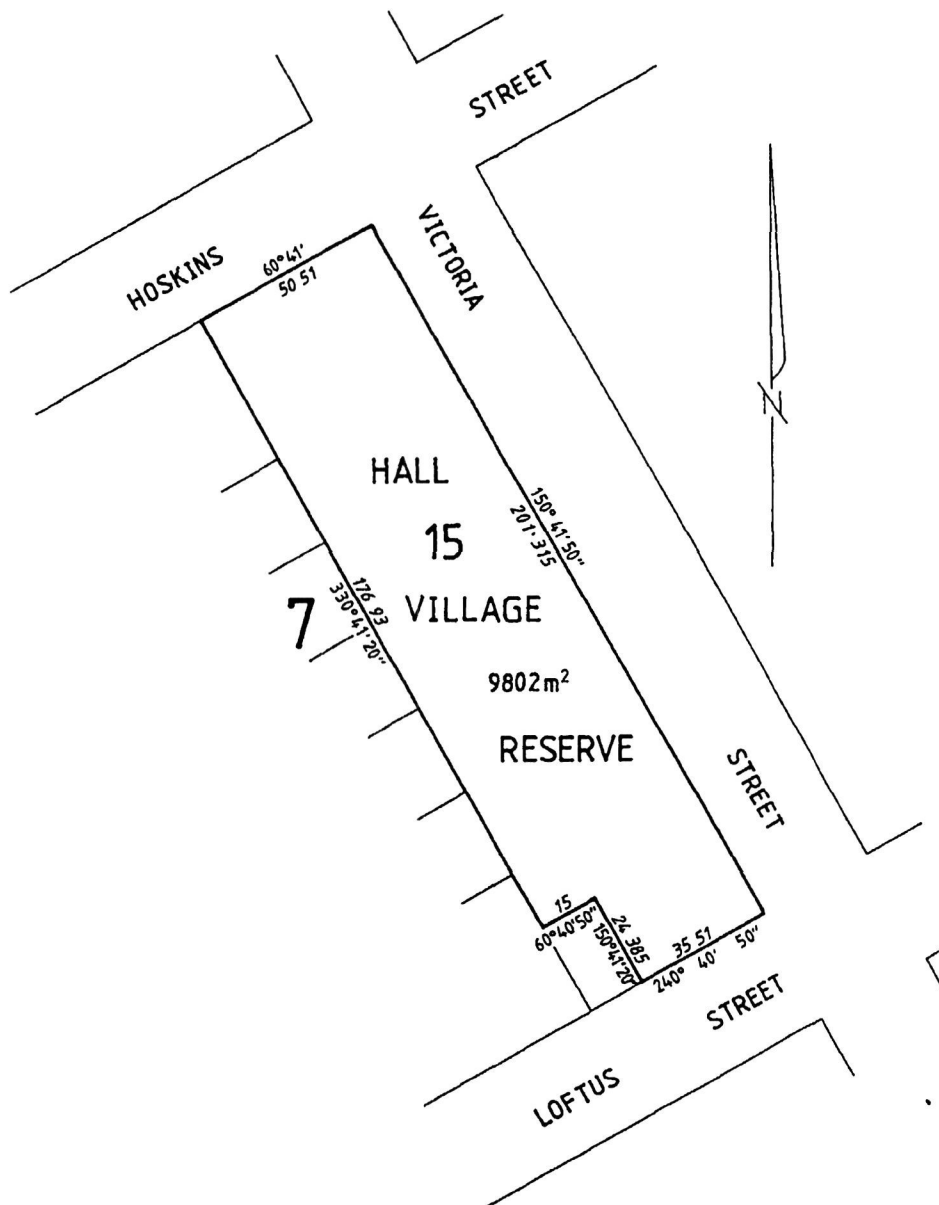 STREET
HOSKINS
60°41'
50 51
VICTORIA
HALL
15
150° 41' 50"
201·315
7
176 93
330°41'20"
VILLAGE
9802m²
RESERVE
STREET
15
60°40'50"
24 385
150°41'20"
35 51
240° 40' 50"
STREET
LOFTUS
N